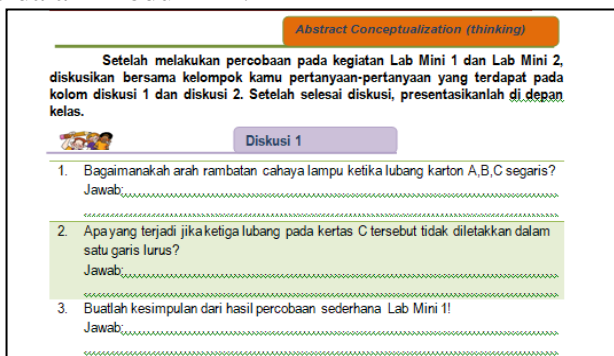 Abstract Conceptualization (thinking)
Setelah melakukan percobaan pada kegiatan Lab Mini 1 dan Lab Mini 2,
diskusikan bersama kelompok kamu pertanyaan-pertanyaan yang terdapat pada
kolom diskusi 1 dan diskusi 2. Setelah selesai diskusi, presentasikanlah di depan
kelas.
Diskusi 1
1. Bagaimanakah arah rambatan cahaya lampu ketika lubang karton A,B,C segaris?
Jawab:
2. Apa yang terjadi jika ketiga lubang pada kertas C tersebut tidak diletakkan dalam
satu garis lurus?
Jawab:
3. Buatlah kesimpulan dari hasil percobaan sederhana Lab Mini 1!
Jawab: